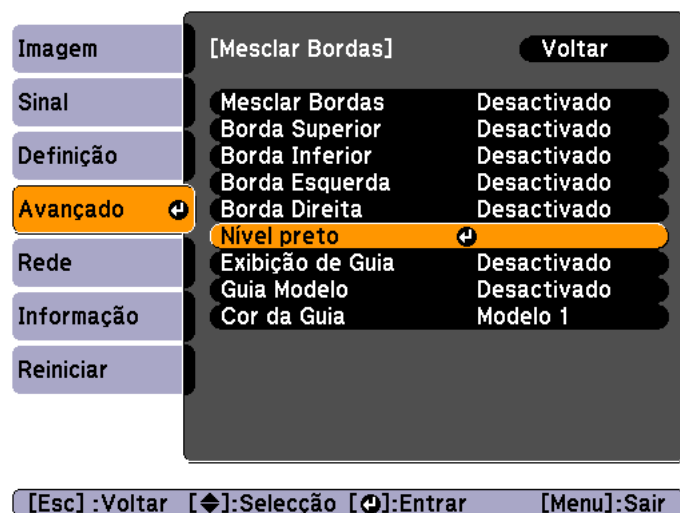 Imagem
Sinal
Definição
Avançado
Rede
Informação
Reiniciar
[Mesclar Bordas] Voltar
Mesclar Bordas Desactivado
Borda Superior Desactivado
Borda Inferior Desactivado
Borda Esquerda Desactivado
Borda Direita Desactivado
Nível preto
Exibição de Guia Desactivado
Guia Modelo Desactivado
Cor da Guia Modelo 1
[Esc] :Voltar [◆]:Selecção [↵]:Entrar [Menu]:Sair